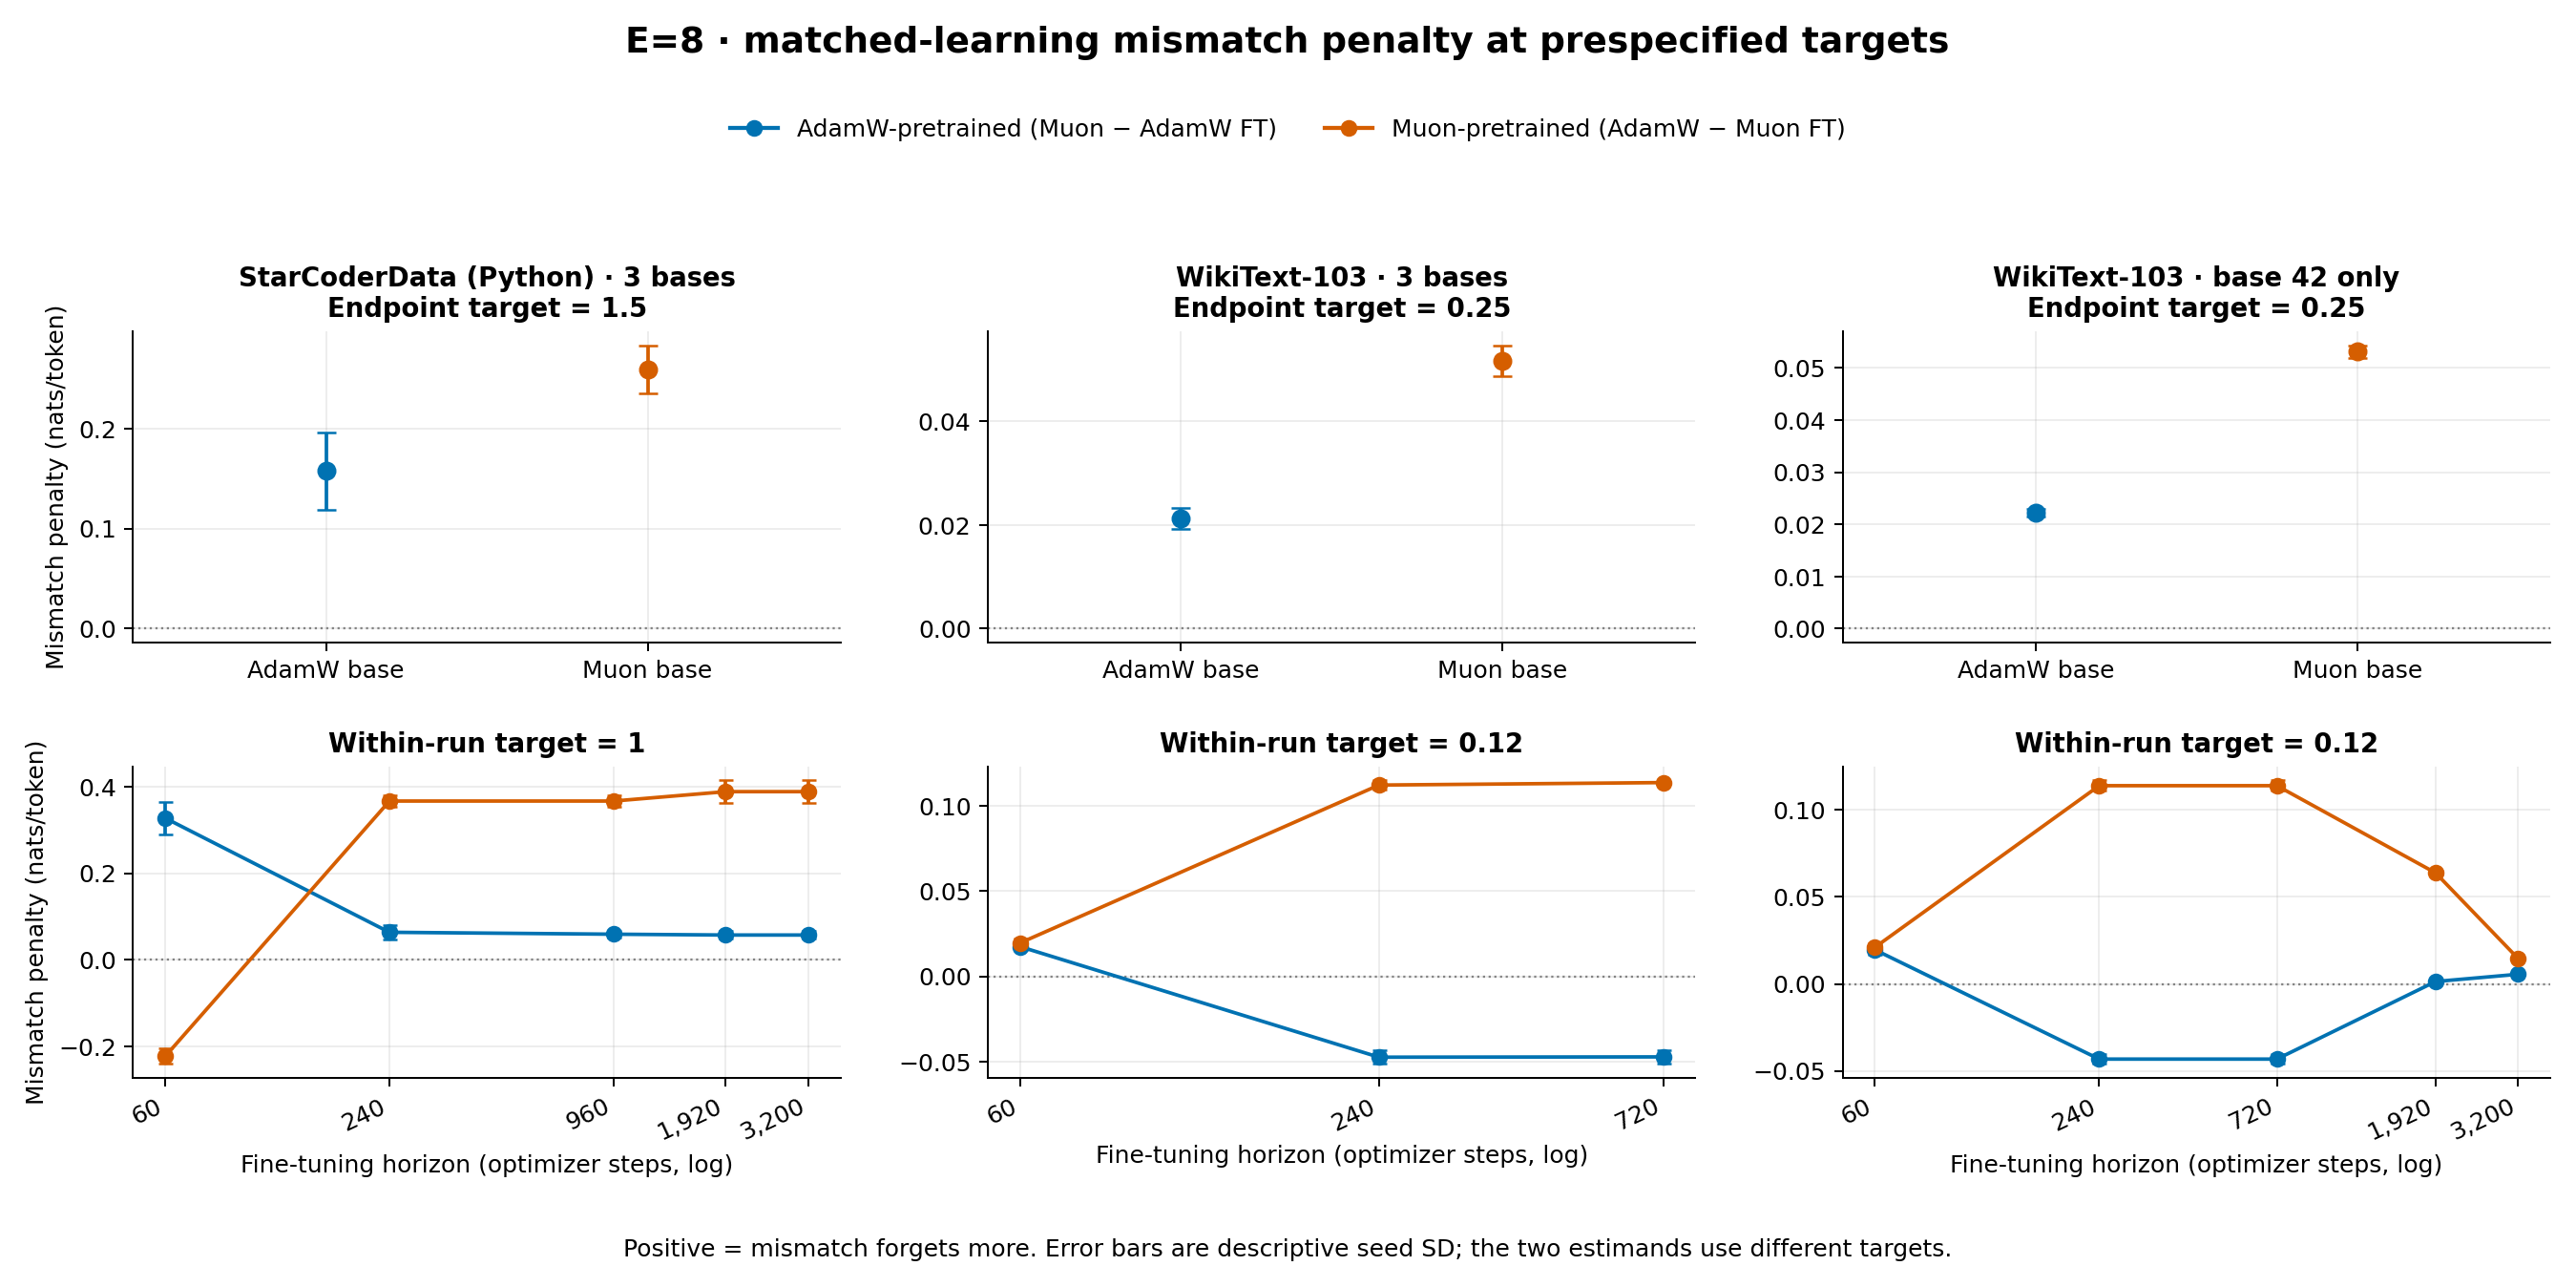 E=8 · matched-learning mismatch penalty at prespecified targets
AdamW-pretrained (Muon − AdamW FT)
Muon-pretrained (AdamW − Muon FT)
StarCoderData (Python) · 3 bases
Endpoint target = 1.5
Mismatch penalty (nats/token)
0.2
0.1
0.0
AdamW base
Muon base
WikiText-103 · 3 bases
Endpoint target = 0.25
0.04
0.02
0.00
AdamW base
Muon base
WikiText-103 · base 42 only
Endpoint target = 0.25
0.05
0.04
0.03
0.02
0.01
0.00
AdamW base
Muon base
Within-run target = 1
Mismatch penalty (nats/token)
0.4
0.2
0.0
−0.2
60
240
960
1,920
3,200
Fine-tuning horizon (optimizer steps, log)
Within-run target = 0.12
0.10
0.05
0.00
−0.05
60
240
720
Fine-tuning horizon (optimizer steps, log)
Within-run target = 0.12
0.10
0.05
0.00
−0.05
60
240
720
1,920
3,200
Fine-tuning horizon (optimizer steps, log)
Positive = mismatch forgets more. Error bars are descriptive seed SD; the two estimands use different targets.